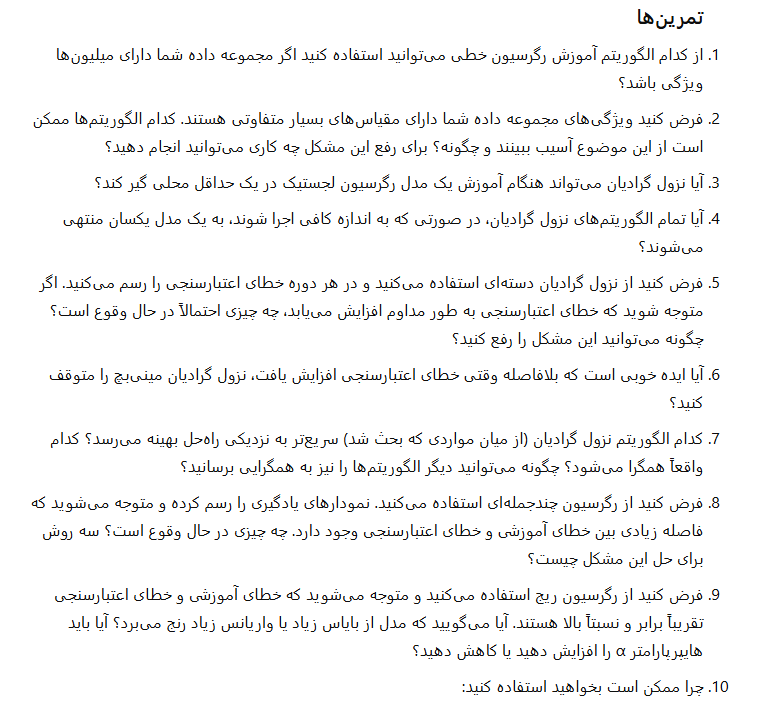 تمرین‌ها
1. از کدام الگوریتم آموزش رگرسیون خطی می‌توانید استفاده کنید اگر مجموعه داده شما دارای میلیون‌ها
ویژگی باشد؟
2. فرض کنید ویژگی‌های مجموعه داده شما دارای مقیاس‌های بسیار متفاوتی هستند. کدام الگوریتم‌ها ممکن
است از این موضوع آسیب ببینند و چگونه؟ برای رفع این مشکل چه کاری می‌توانید انجام دهید؟
3. آیا نزول گرادیان می‌تواند هنگام آموزش یک مدل رگرسیون لجستیک در یک حداقل محلی گیر کند؟
4. آیا تمام الگوریتم‌های نزول گرادیان، در صورتی که به اندازه کافی اجرا شوند، به یک مدل یکسان منتهی
می‌شوند؟
5. فرض کنید از نزول گرادیان دسته‌ای استفاده می‌کنید و در هر دوره خطای اعتبارسنجی را رسم می‌کنید. اگر
متوجه شوید که خطای اعتبارسنجی به طور مداوم افزایش می‌یابد، چه چیزی احتمالاً در حال وقوع است؟
چگونه می‌توانید این مشکل را رفع کنید؟
6. آیا ایده خوبی است که بلافاصله وقتی خطای اعتبارسنجی افزایش یافت، نزول گرادیان مینی‌بچ را متوقف
کنید؟
7. کدام الگوریتم نزول گرادیان (از میان مواردی که بحث شد) سریع‌تر به نزدیکی راه‌حل بهینه می‌رسد؟ کدام
واقعاً همگرا می‌شود؟ چگونه می‌توانید دیگر الگوریتم‌ها را نیز به همگرایی برسانید؟
8. فرض کنید از رگرسیون چندجمله‌ای استفاده می‌کنید. نمودارهای یادگیری را رسم کرده و متوجه می‌شوید که
فاصله زیادی بین خطای آموزشی و خطای اعتبارسنجی وجود دارد. چه چیزی در حال وقوع است؟ سه روش
برای حل این مشکل چیست؟
9. فرض کنید از رگرسیون ریج استفاده می‌کنید و متوجه می‌شوید که خطای آموزشی و خطای اعتبارسنجی
تقریباً برابر و نسبتاً بالا هستند. آیا می‌گویید که مدل از بایاس زیاد یا واریانس زیاد رنج می‌برد؟ آیا باید
هایپرپارامتر α را افزایش دهید یا کاهش دهید؟
10. چرا ممکن است بخواهید استفاده کنید: